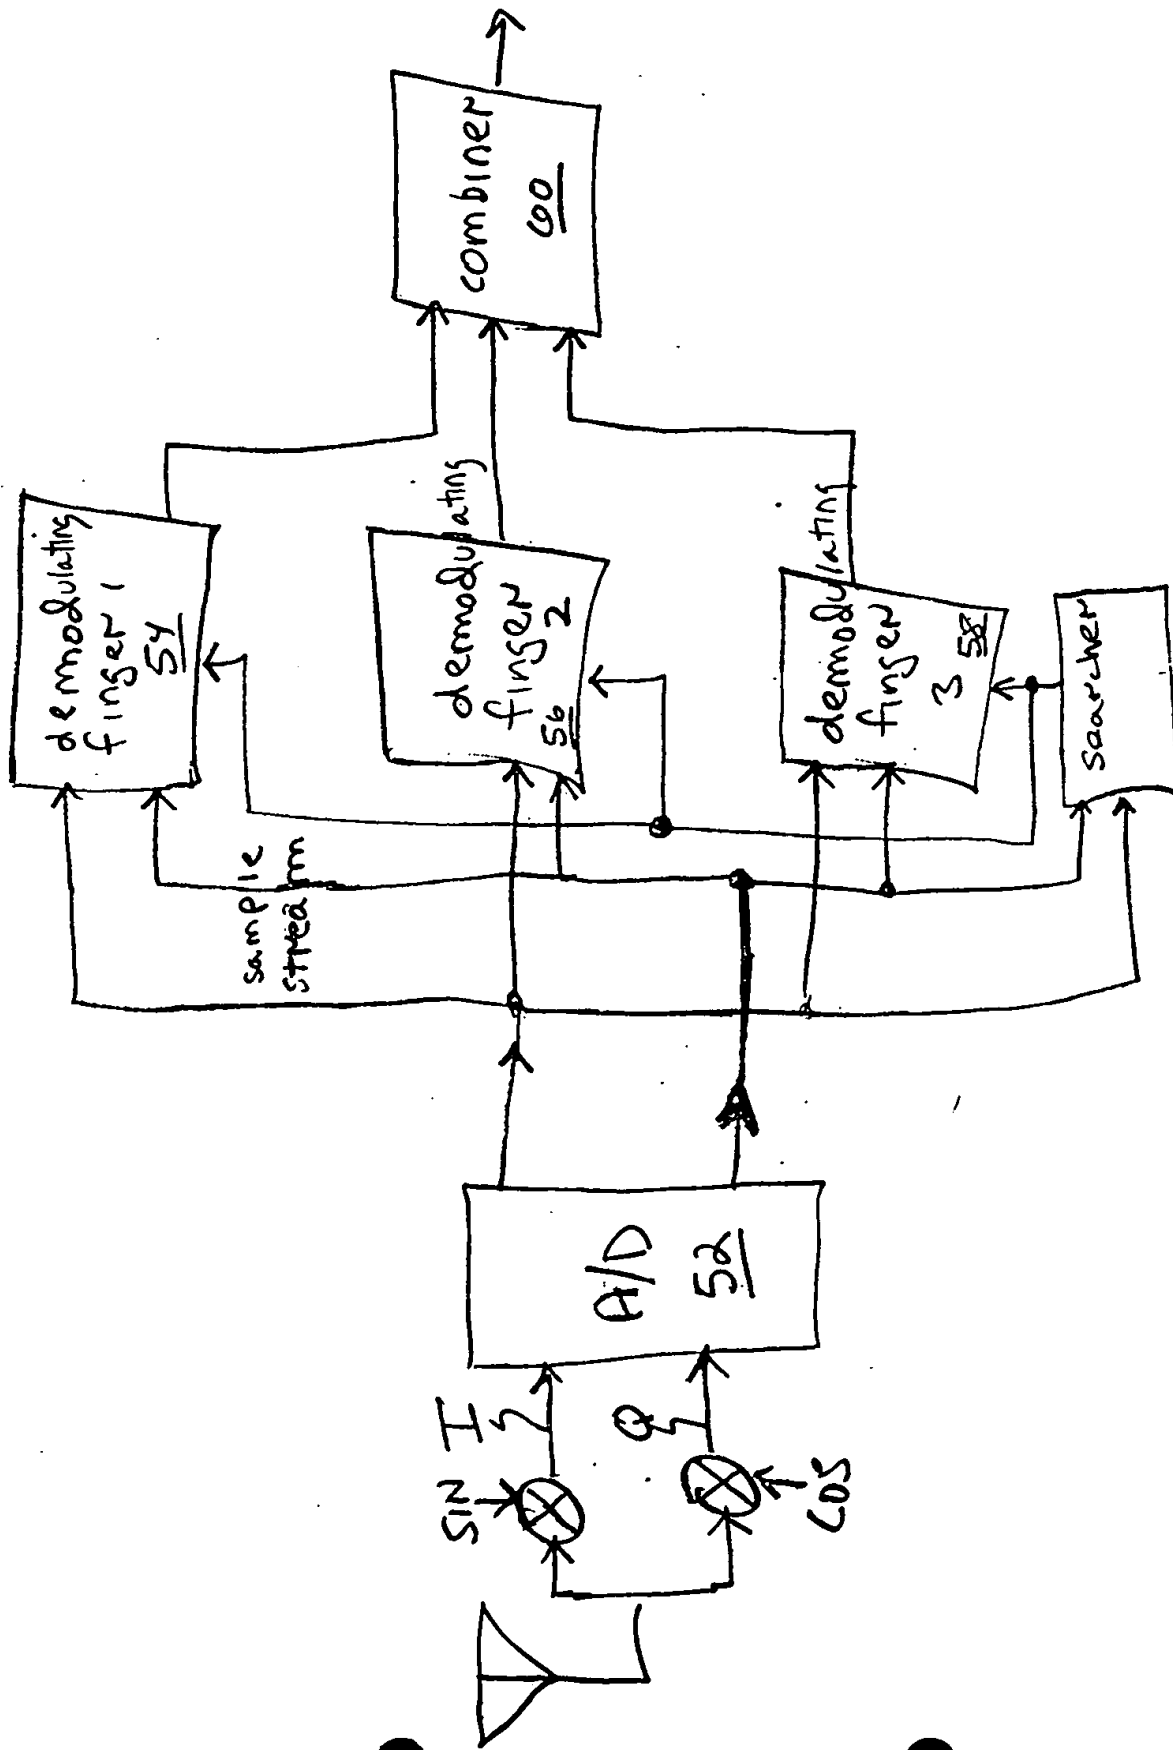 SIN
I
Q
COS
A/D
52
sample
stream
demodulating
finger 1
54
demodulating
finger
2
56
demodulating
finger
3
58
saarcher
combiner
60